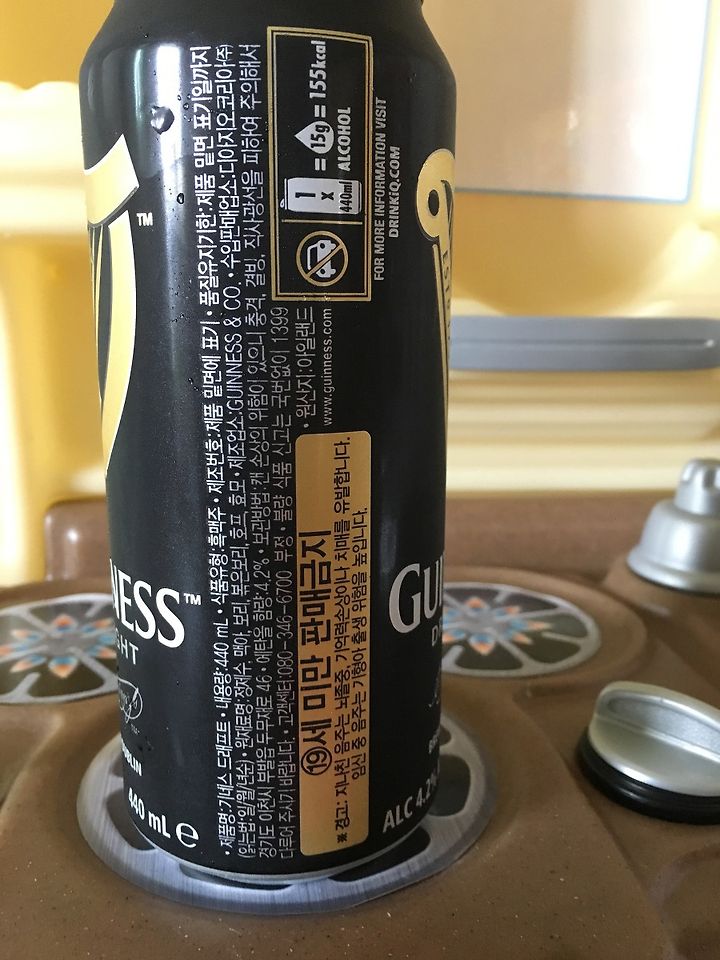 TM
NESS TM
GHT
DUBLIN
440 mL e
• 제품명:기네스 드래프트 • 내용량:440 mL • 식품유형:흑맥주 • 제조번호:제품 밑면에 표기 • 품질유지기한:제품 밑면 표기일까지
(읽는법:일/월/년순) • 원재료명:정제수, 맥아, 보리, 볶은보리, 호프, 효모 • 제조업소:GUINNESS & CO. • 수입판매업소:디아지오코리아(주)
경기도 이천시 부발읍 두무재로 46 • 에탄올 함량:4.2% • 보관방법:캔 손상의 위험이 있으니 충격, 결빙, 직사광선을 피하여 주의해서
다루어 주시기 바랍니다. • 고객센터:080-346-6700 부정 • 불량 식품 신고는 국번없이 1399
• 원산지:아일랜드
www.guinness.com
⑲세 미만 판매금지
※ 경고: 지나친 음주는 뇌졸중, 기억력손상이나 치매를 유발합니다.
임신 중 음주는 기형아 출생 위험을 높입니다.
1 x 440ml = 15g = 155kcal
ALCOHOL
FOR MORE INFORMATION VISIT
DRINKiQ.COM
GU
D
ALC 4.2%